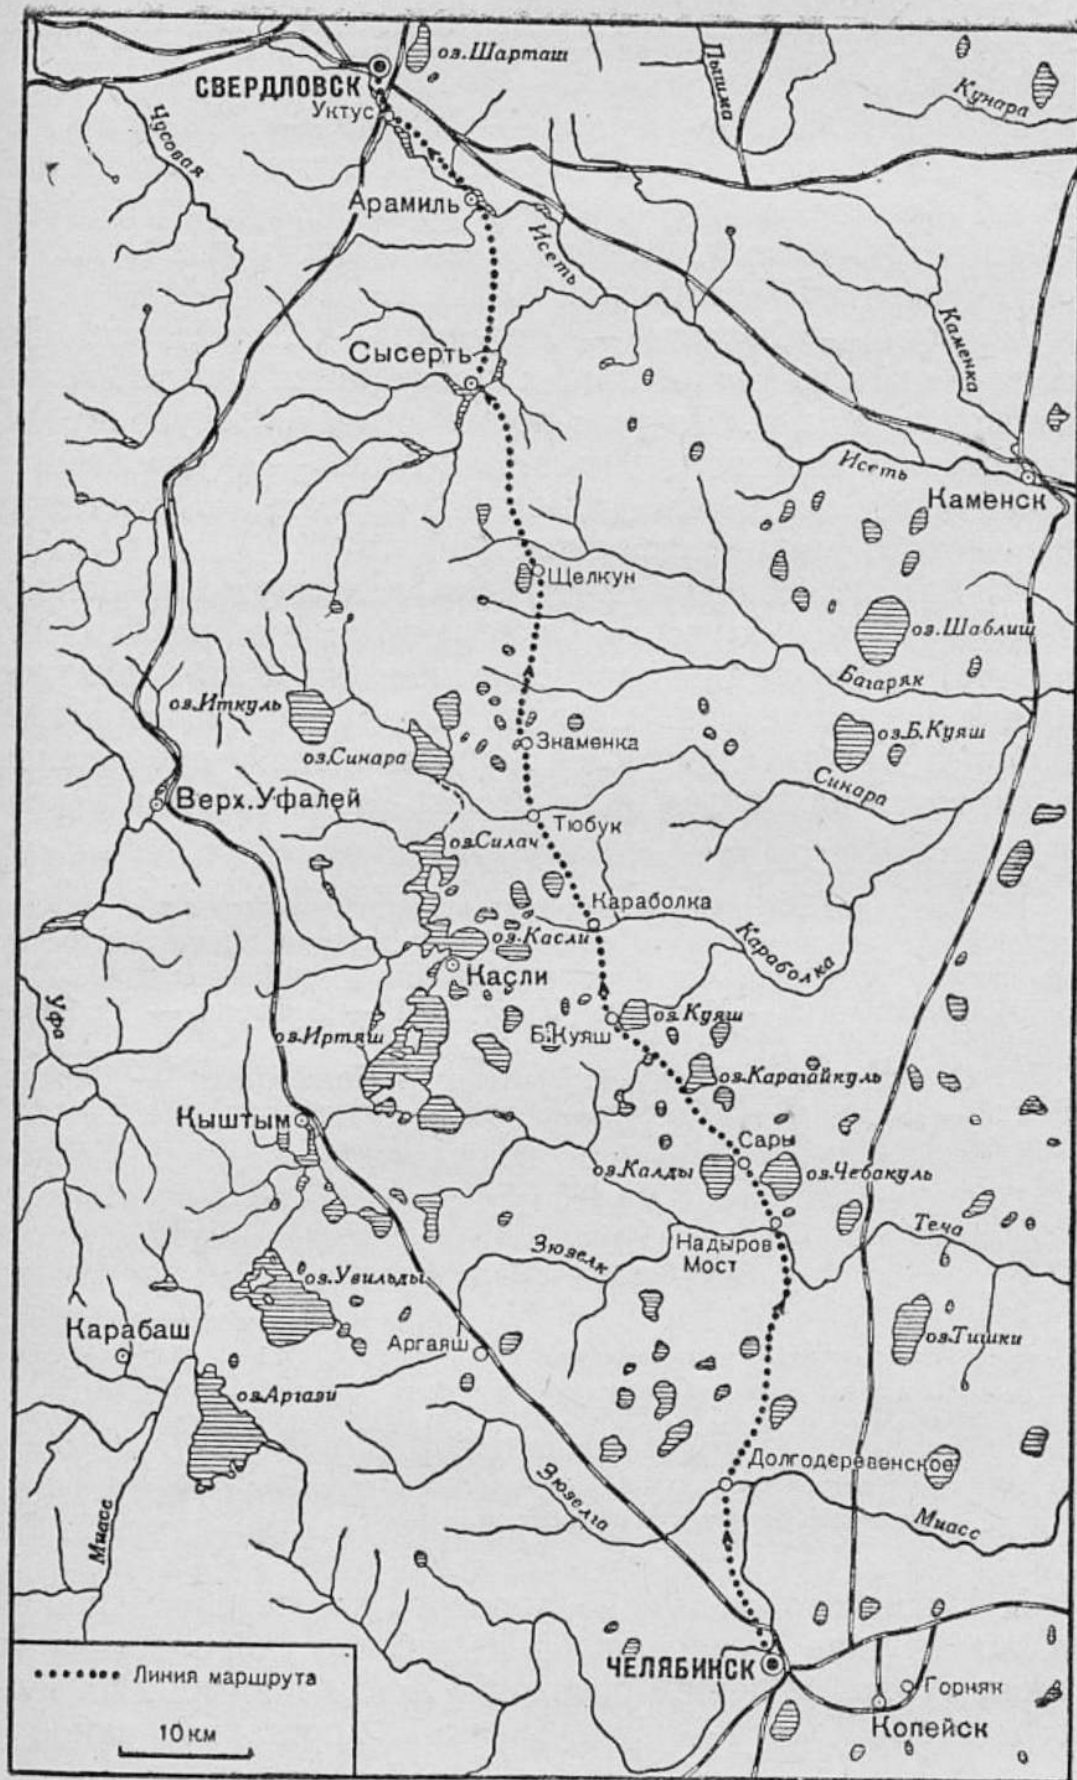 оз.Шарташ
СВЕРДЛОВСК
Уктус
Пышма
Кунара
Чусовая
Арамиль
Исеть
Каменка
Сысерть
Исеть
Каменск
Щелкун
оз.Шаблиш
Багаряк
оз.Иткуль
оз.Синара
Знаменка
оз.Б.Куяш
Синара
Верх.Уфалей
Тюбук
оз.Силач
Караболка
оз.Касли
Караболка
Касли
Уфа
оз.Иртяш
Б.Куяш
оз.Куяш
оз.Карагайкуль
Кыштым
Сары
оз.Калды
оз.Чебакуль
Теча
Надыров
Мост
Зюзелк
оз.Увильды
Карабаш
Аргаяш
оз.Тишки
оз.Аргази
Долгодеревенское
Зюзелга
Миасс
Миасс
ЧЕЛЯБИНСК
Горняк
Копейск
Линия маршрута
10 км